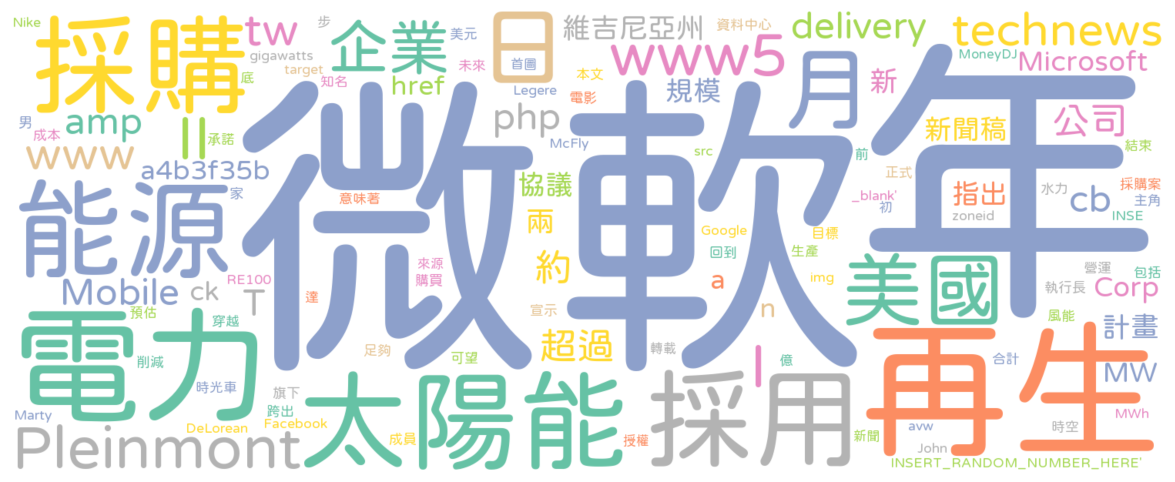 Nike
採購
tw
gigawatts
target
步
知名
底
企業
href
美元
未來
日
首圖
Legere
維吉尼亞州
資料中心
本文
電影
www5
規模
delivery
月
新
technews
MoneyDJ
Microsoft
男
成本
amp
www
||
承諾
a4b3f35b
php
McFly
src
前
新聞稿
公司
正式
結束
能源
家
微軟
意味著
協議
兩
約
年
_blank'
初
指出
zoneid
水力
cb
採購案
主角
INSE
Mobile
ck
RE100
T
達
來源
購買
Google
回到
a
n
目標
生產
img
美國
營運
執行長
包括
Corp
風能
電力
預估
穿越
削減
時光車
旗下
跨出
Facebook
足夠
可望
宣示
超過
轉載
l
億
再生
合計
計畫
MW
MWh
Marty
DeLorean
Pleinmont
太陽能
成員
授權
採用
新聞
avw
John
時空
INSERT_RANDOM_NUMBER_HERE'